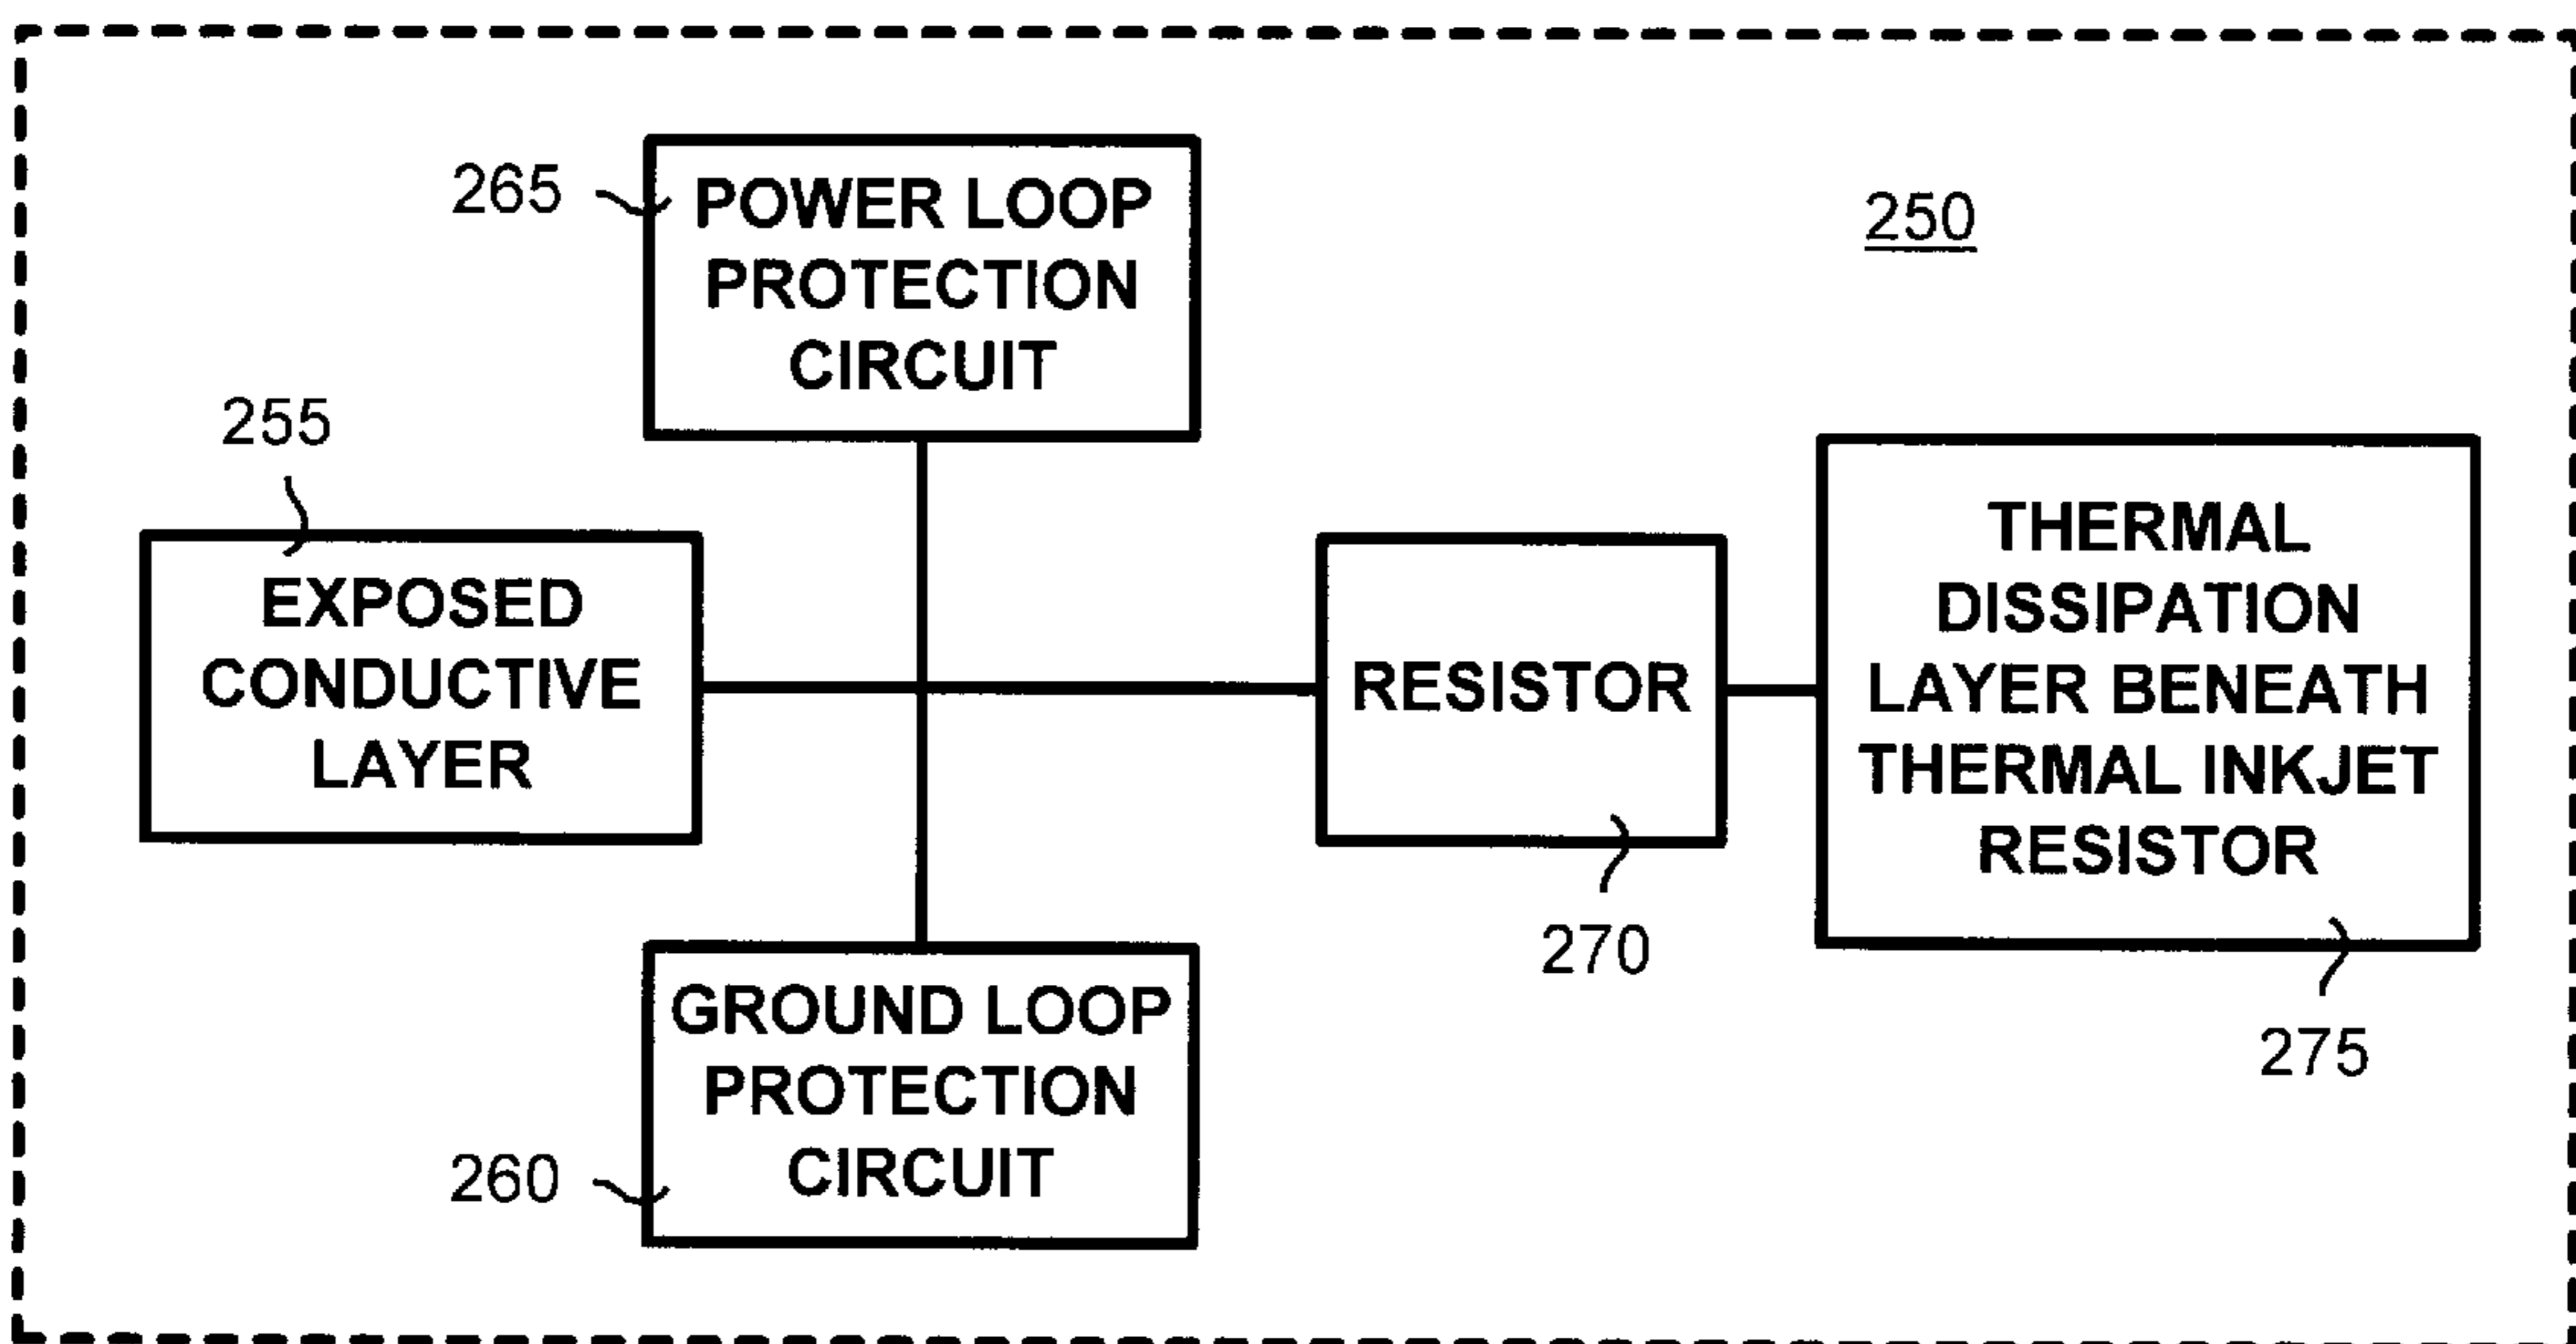 265
POWER LOOP
PROTECTION
CIRCUIT
250
255
EXPOSED
CONDUCTIVE
LAYER
RESISTOR
270
THERMAL
DISSIPATION
LAYER BENEATH
THERMAL INKJET
RESISTOR
275
GROUND LOOP
PROTECTION
CIRCUIT
260